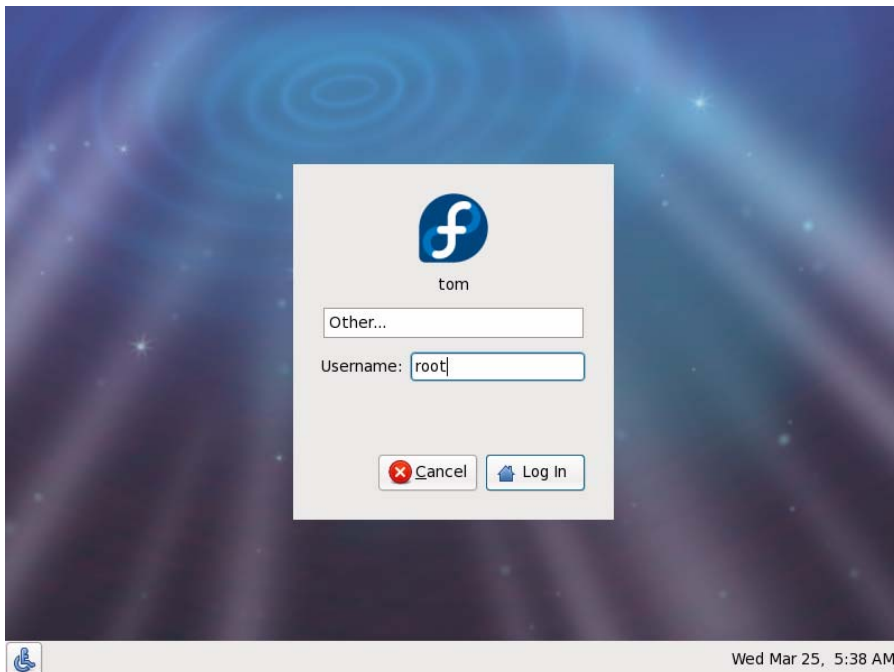 tom
Other...
Username: root
Cancel
Log In
Wed Mar 25, 5:38 AM